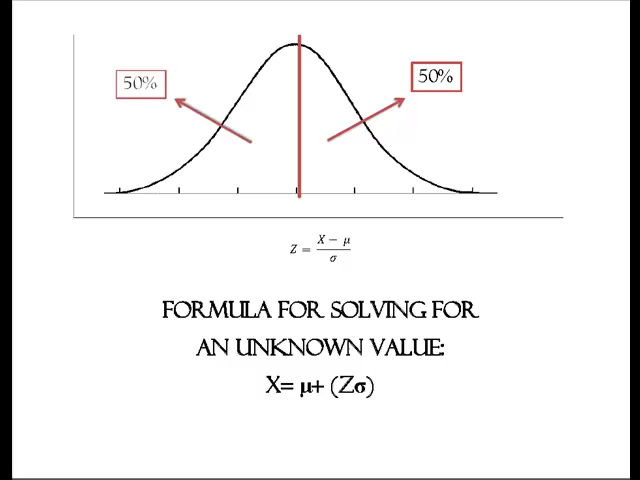 50%
50%
Z = X − μ / σ
FORMULA FOR SOLVING FOR
AN UNKNOWN VALUE:
X= μ+ (Zσ)